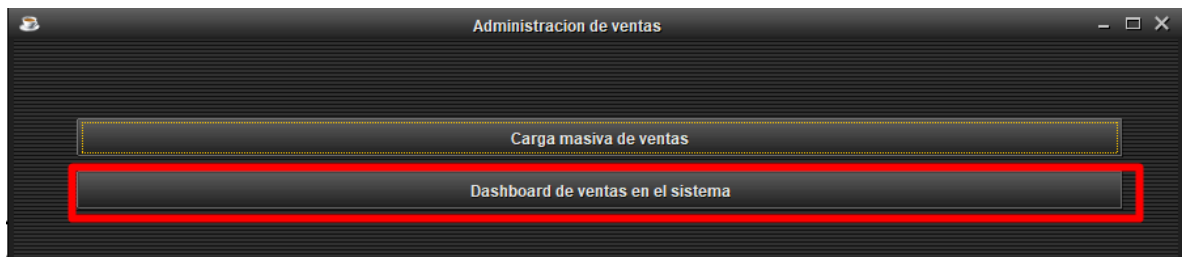 Administracion de ventas
Carga masiva de ventas
Dashboard de ventas en el sistema